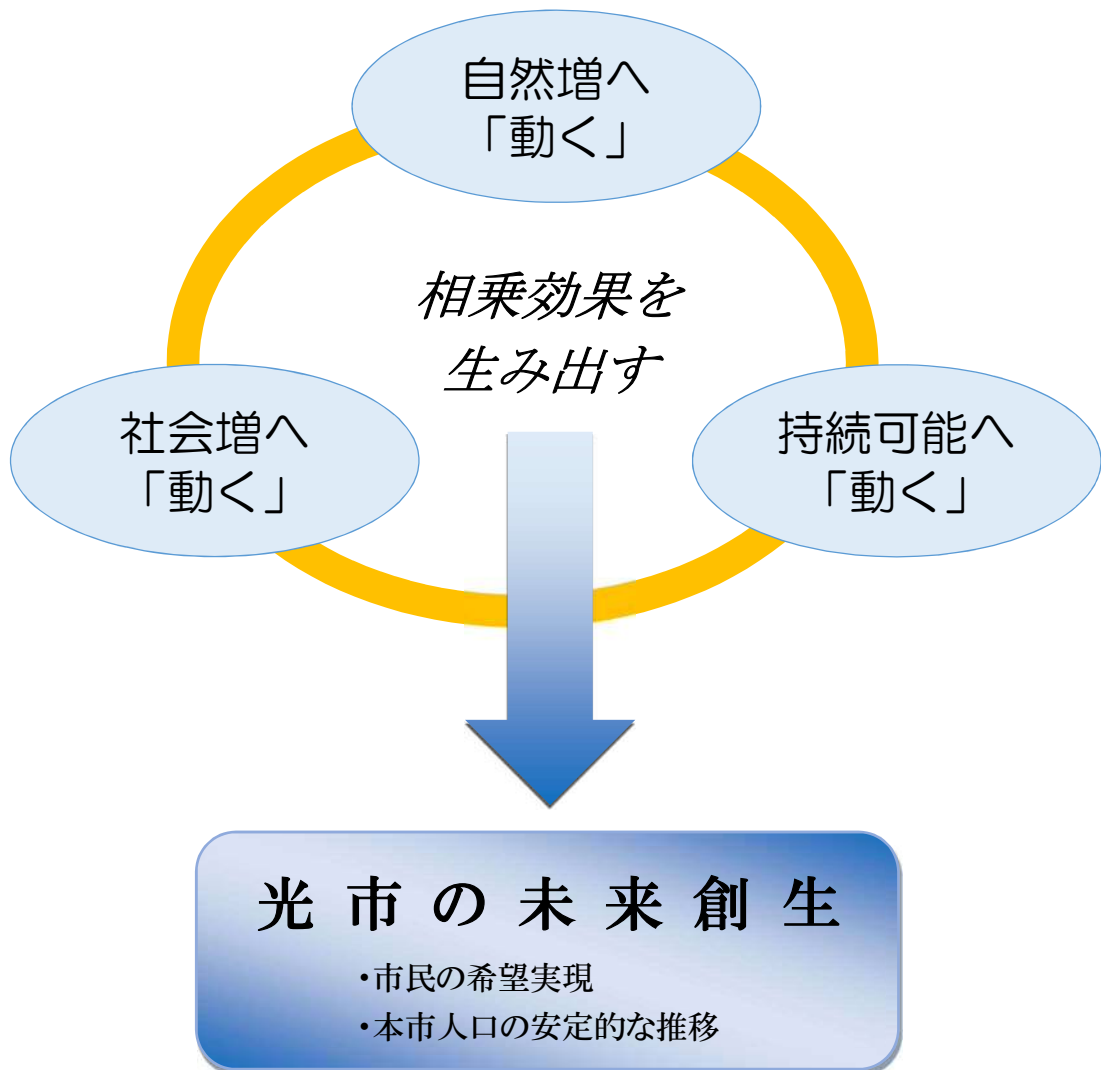 自然増へ
「動く」
相乗効果を
生み出す
社会増へ
「動く」
持続可能へ
「動く」
光市の未来創生
・市民の希望実現
・本市人口の安定的な推移